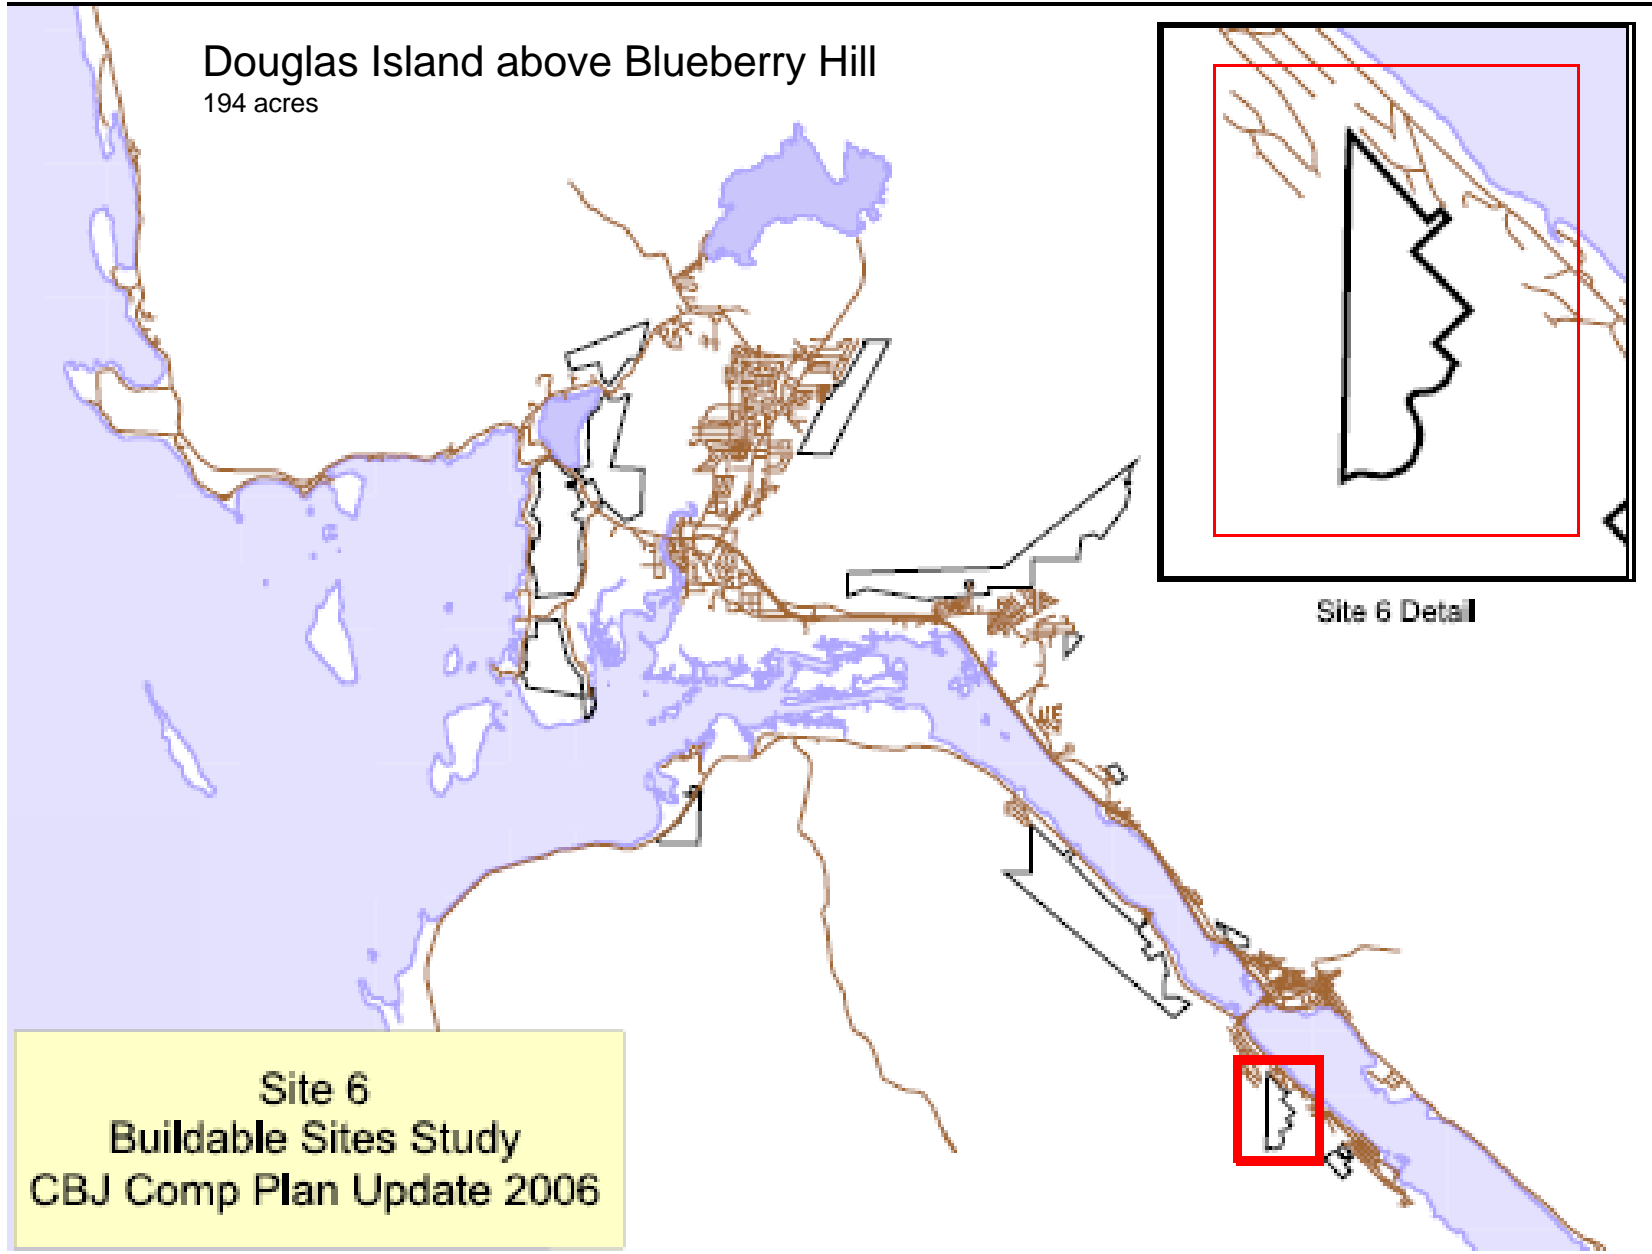 Douglas Island above Blueberry Hill
194 acres
Site 6 Detail
Site 6
Buildable Sites Study
CBJ Comp Plan Update 2006